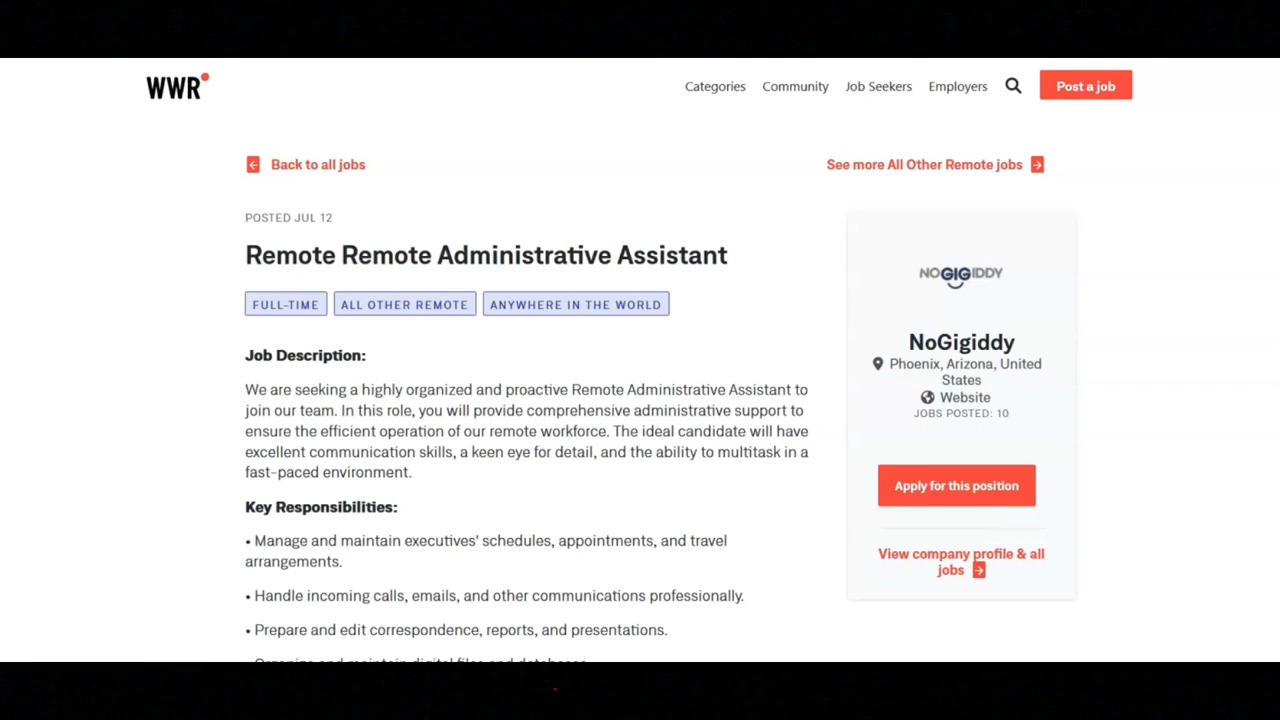 WWR
Categories
Community
Job Seekers
Employers
Post a job
Back to all jobs
See more All Other Remote jobs
POSTED JUL 12
Remote Remote Administrative Assistant
FULL-TIME
ALL OTHER REMOTE
ANYWHERE IN THE WORLD
Job Description:
We are seeking a highly organized and proactive Remote Administrative Assistant to
join our team. In this role, you will provide comprehensive administrative support to
ensure the efficient operation of our remote workforce. The ideal candidate will have
excellent communication skills, a keen eye for detail, and the ability to multitask in a
fast-paced environment.
Key Responsibilities:
• Manage and maintain executives' schedules, appointments, and travel
arrangements.
• Handle incoming calls, emails, and other communications professionally.
• Prepare and edit correspondence, reports, and presentations.
• Organize and maintain digital files and databases.
NOGIGIDDY
NoGigiddy
Phoenix, Arizona, United
States
Website
JOBS POSTED: 10
Apply for this position
View company profile & all
jobs